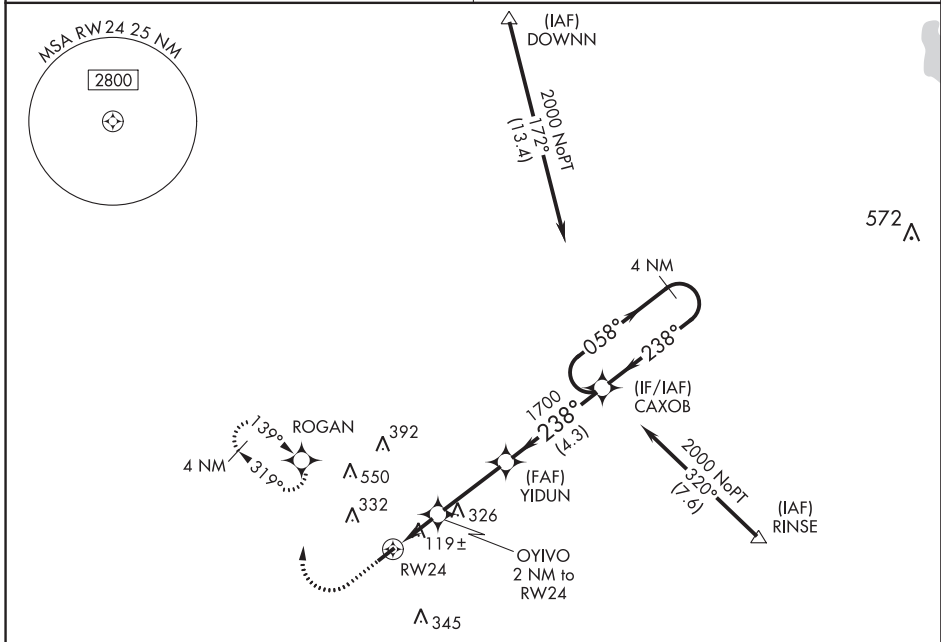 MSA RW24 25 NM
2800
(IAF)
DOWNN
2000 NoPT
172°
(13.4)
572
4 NM
058°
238°
(IF/IAF)
CAXOB
1700
238°
(4.3)
ROGAN
139°
4 NM
319°
392
550
(FAF)
YIDUN
2000 NoPT
320°
(7.6)
(IAF)
RINSE
332
326
119±
OYIVO
2 NM to
RW24
RW24
345